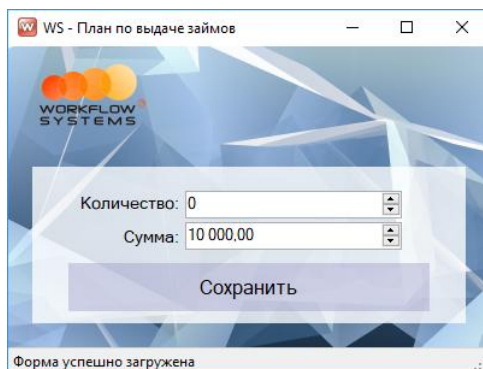 WS - План по выдаче займов
WORKFLOW
SYSTEMS
Количество: 0
Сумма: 10 000,00
Сохранить
Форма успешно загружена